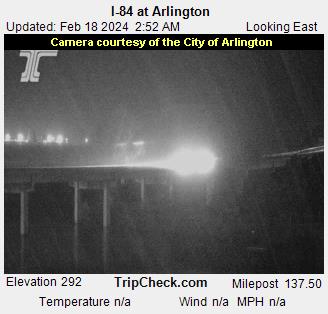 I-84 at Arlington
Updated: Feb 18 2024 2:52 AM Looking East
Camera courtesy of the City of Arlington
Elevation 292 TripCheck.com Milepost 137.50
Temperature n/a Wind n/a MPH n/a